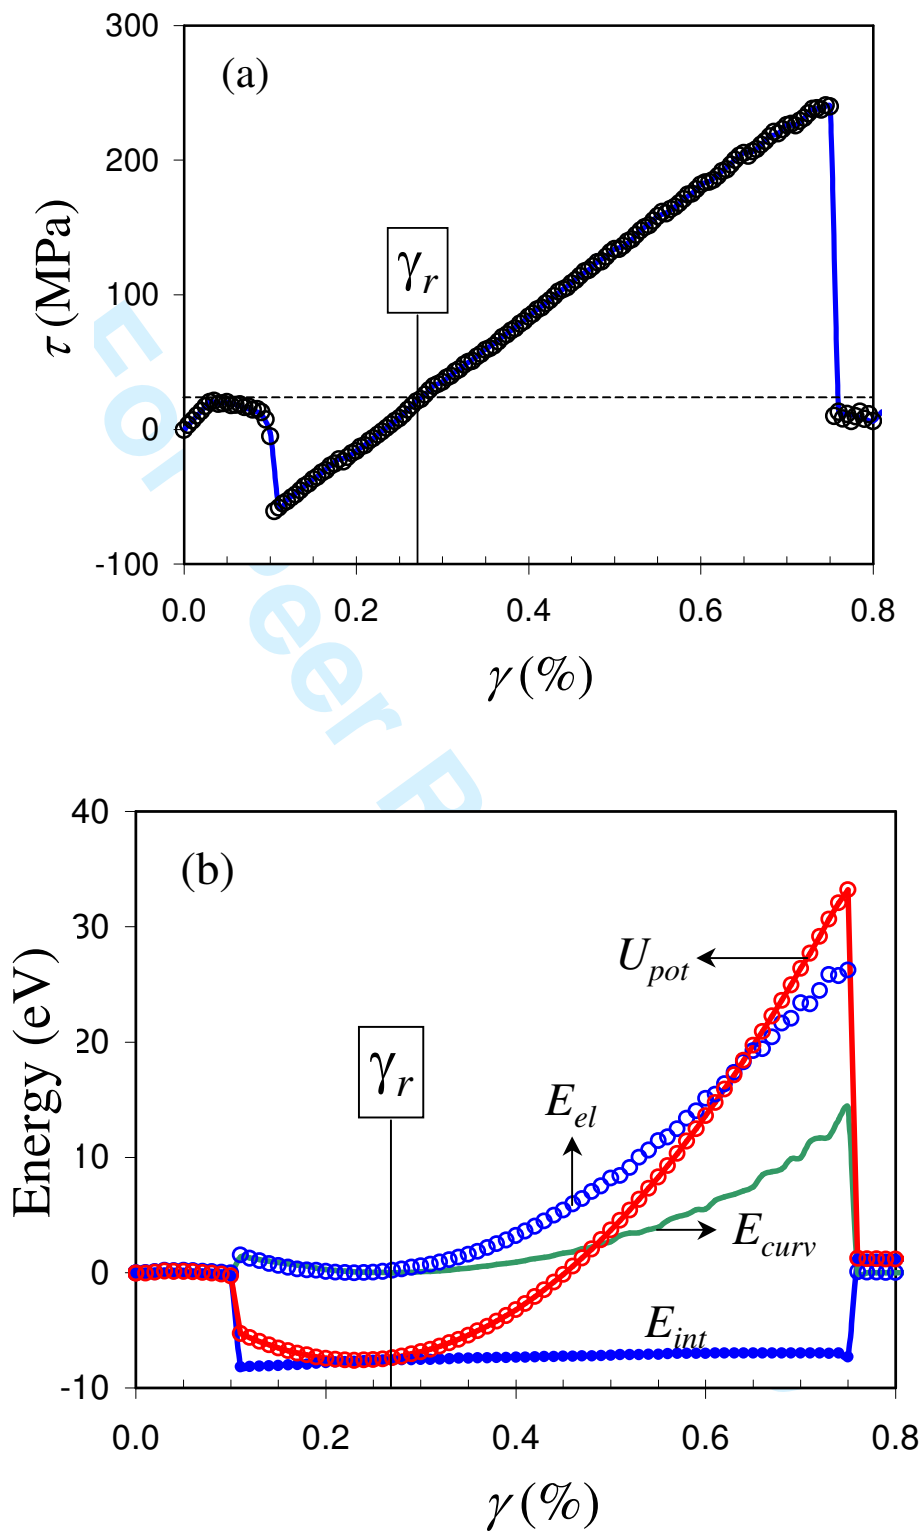 300
(a)
200
τ (MPa)
γr
100
0
-100
0.0 0.2 0.4 0.6 0.8
γ (%)
For Peer R
40
(b)
30
Upot
Energy (eV)
20
γr
Eel
10
Ecurv
0
Eint
-10
0.0 0.2 0.4 0.6 0.8
γ (%)